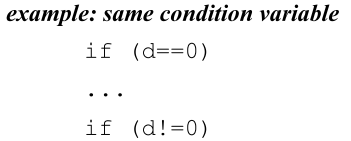 example: same condition variable
if (d==0)
...
if (d!=0)